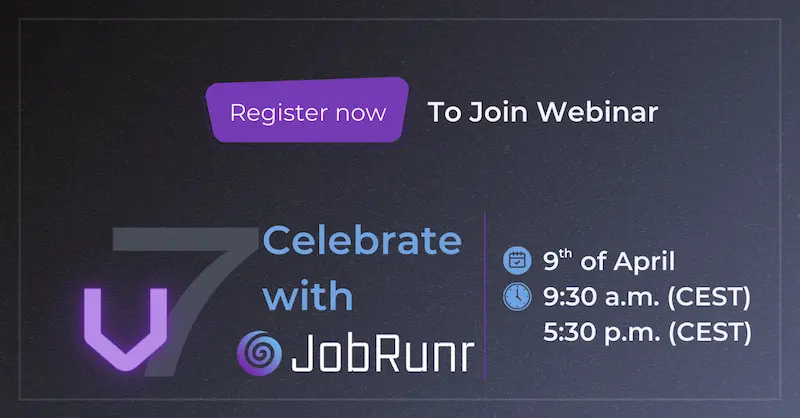 Register now
To Join Webinar
v7
Celebrate
with
JobRunr
9th of April
9:30 a.m. (CEST)
5:30 p.m. (CEST)